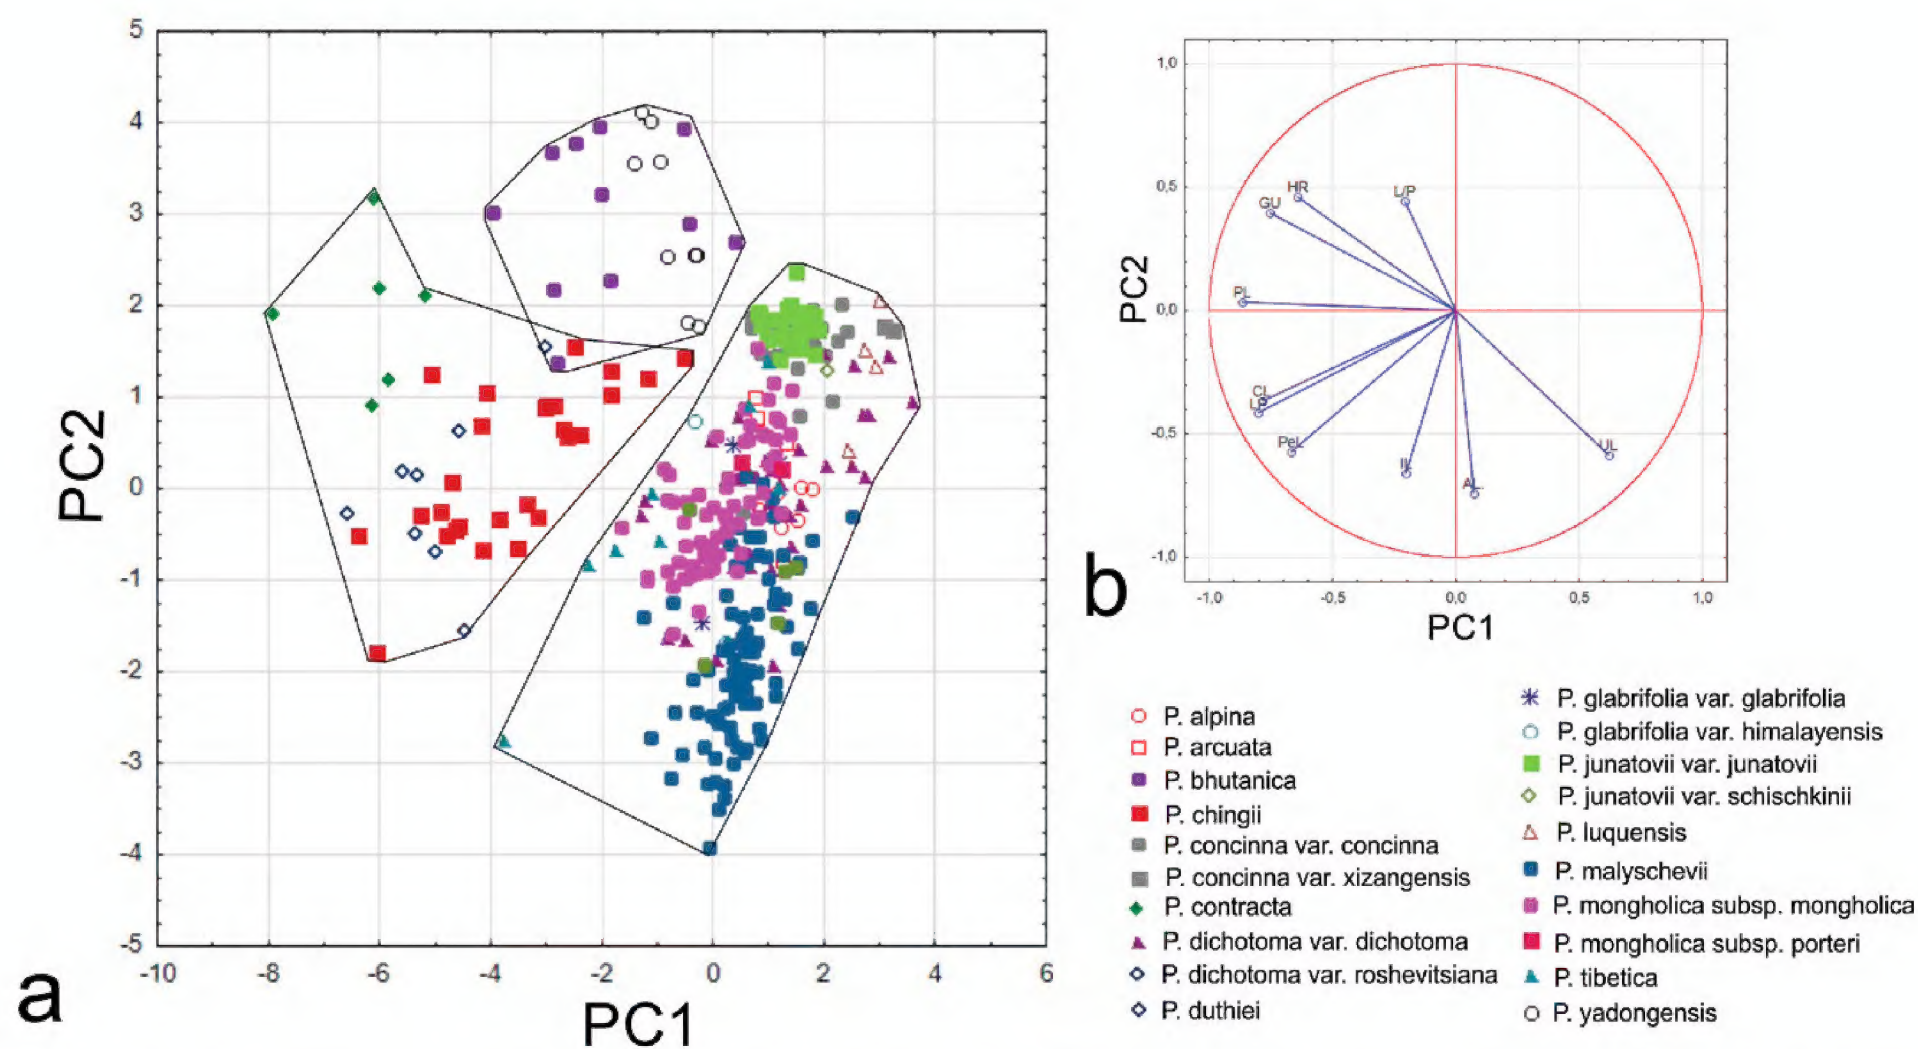 5
4
3
2
1
0
-1
-2
-3
-4
-5
-10 -8 -6 -4 -2 0 2 4 6
PC2
PC1
a
1,0
0,5
0,0
-0,5
-1,0
-1,0 -0,5 0,0 0,5 1,0
HR
GU
L/P
PL
CL
PeL
IL
AL
UL
PC2
PC1
b
P. alpina
P. arcuata
P. bhutanica
P. chingii
P. concinna var. concinna
P. concinna var. xizangensis
P. contracta
P. dichotoma var. dichotoma
P. dichotoma var. roshevitsiana
P. duthiei
P. glabrifolia var. glabrifolia
P. glabrifolia var. himalayensis
P. junatovii var. junatovii
P. junatovii var. schischkinii
P. luquensis
P. malyschevii
P. mongholica subsp. mongholica
P. mongholica subsp. porteri
P. tibetica
P. yadongensis